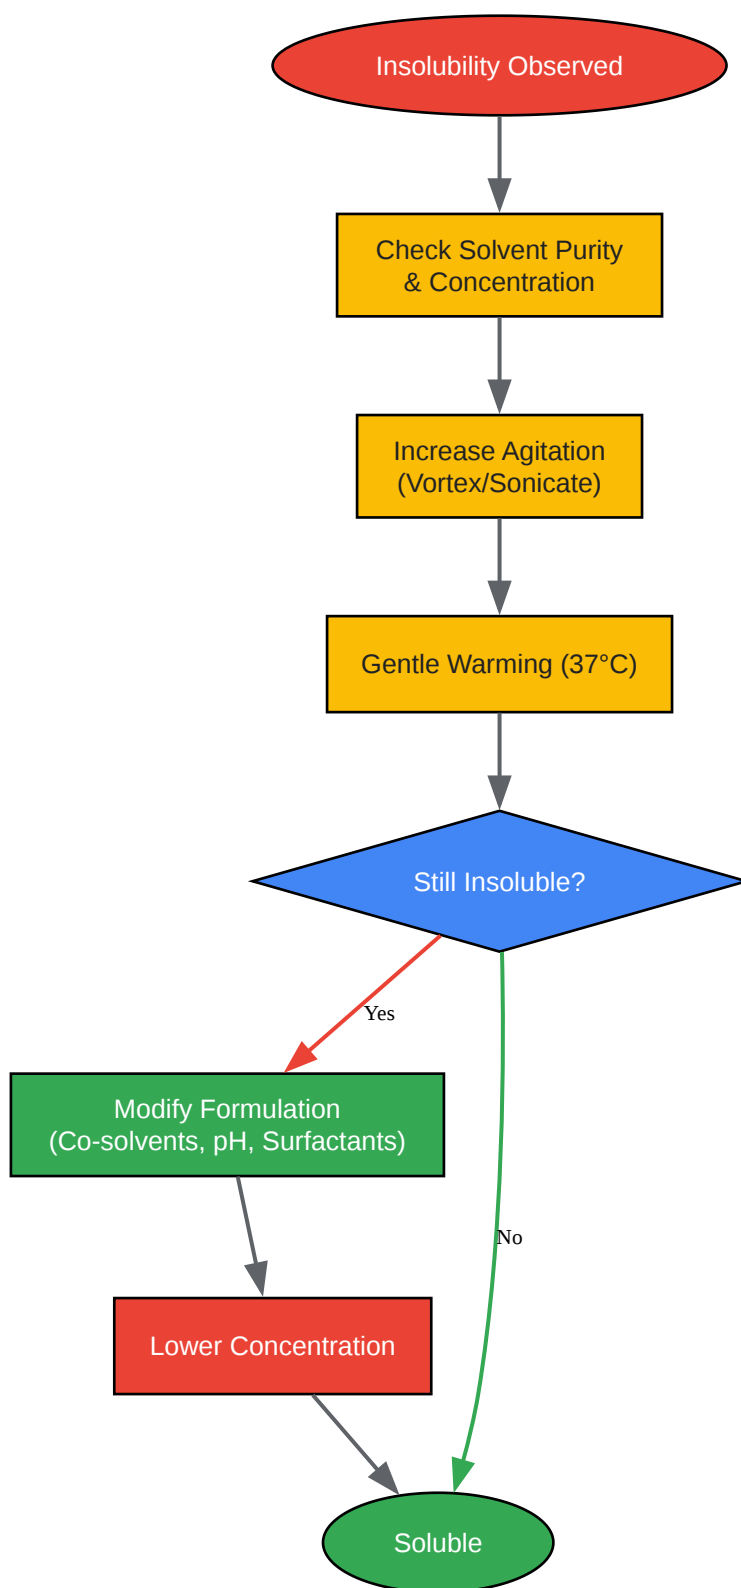 Insolubility Observed
Check Solvent Purity
& Concentration
Increase Agitation
(Vortex/Sonicate)
Gentle Warming (37°C)
Still Insoluble?
Yes
Modify Formulation
(Co-solvents, pH, Surfactants)
No
Lower Concentration
Soluble